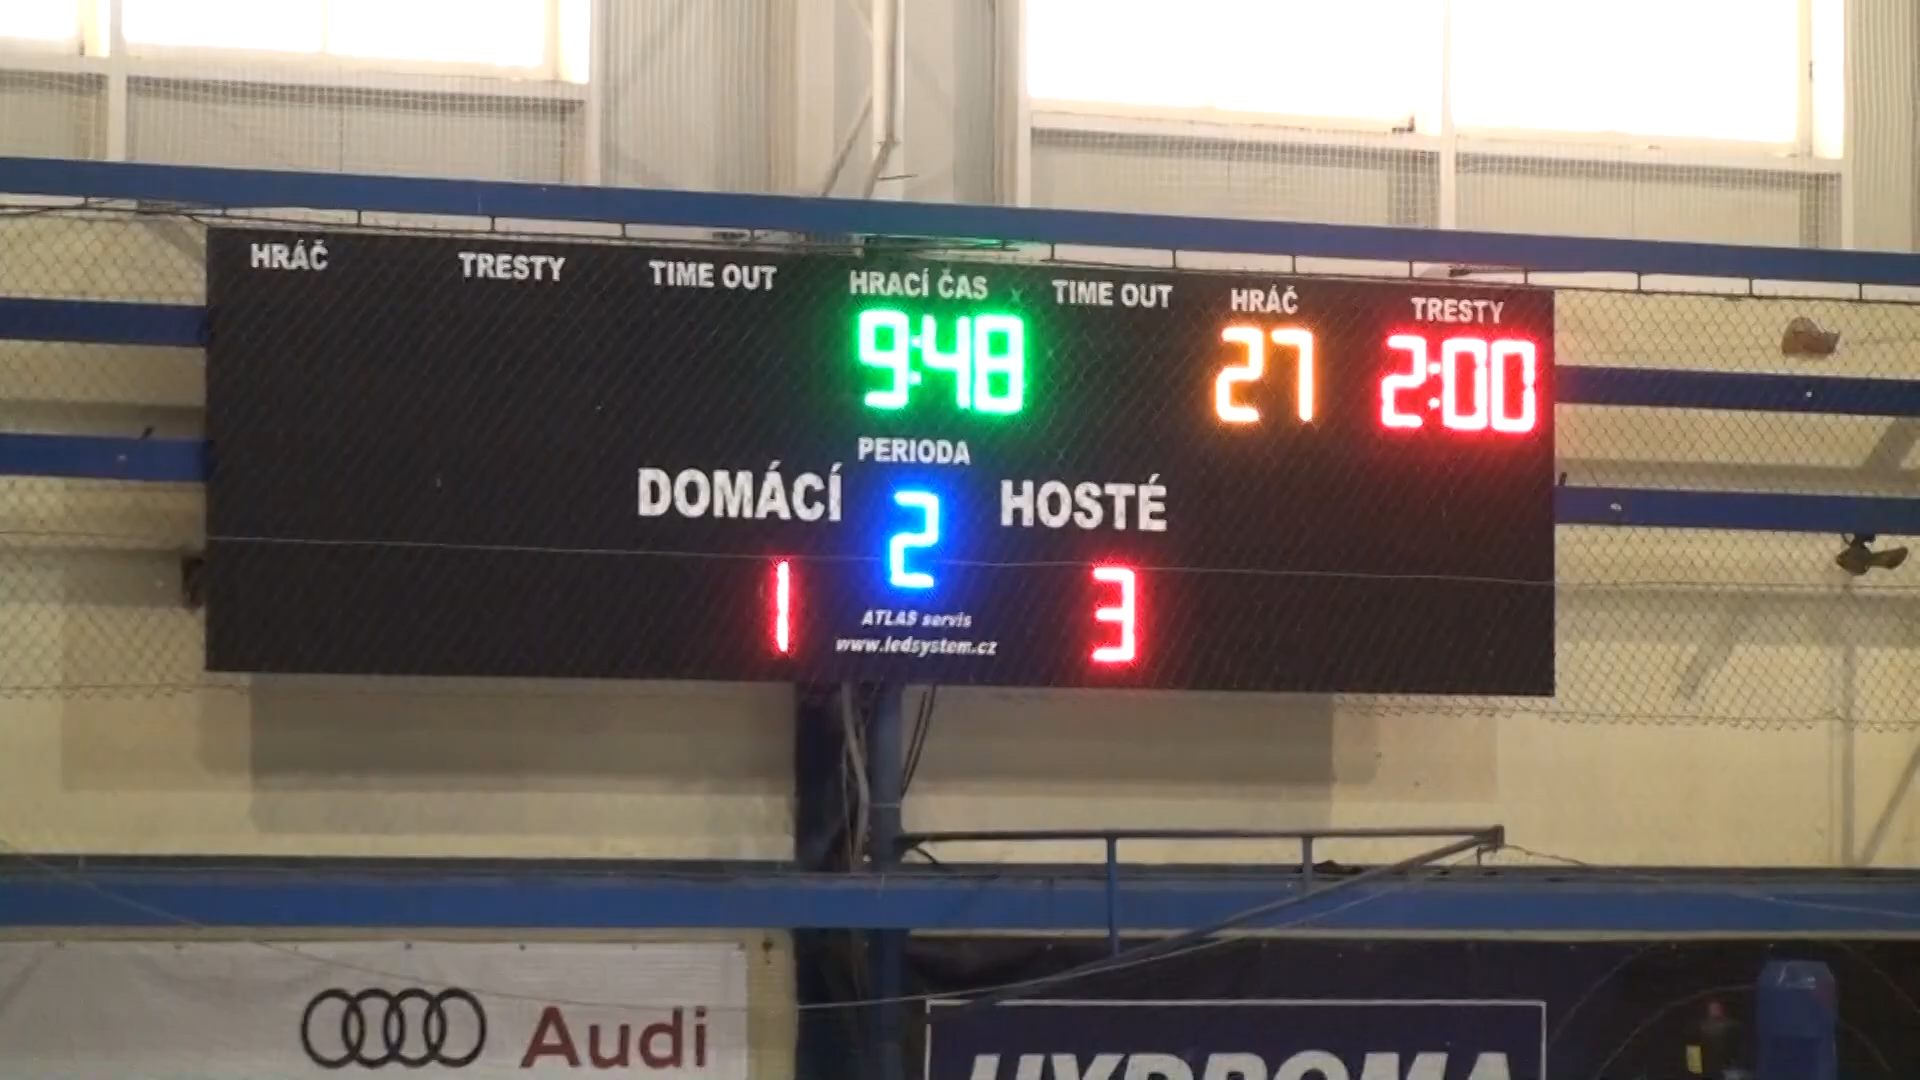 HRÁČ TRESTY TIME OUT HRACÍ ČAS TIME OUT HRÁČ TRESTY
9:48 27 2:00
PERIODA
DOMÁCÍ 2 HOSTÉ
1 3
ATLAS servis
www.ledsystem.cz
Audi
HYDROMA